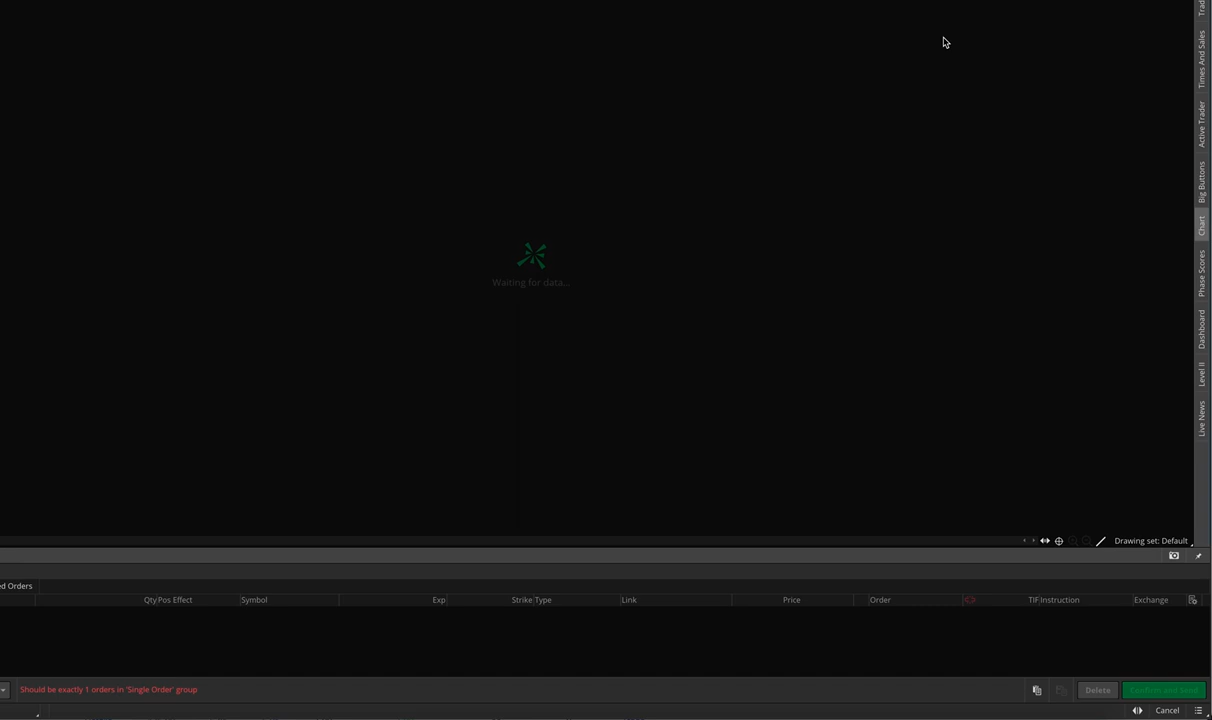 Trad
Times And Sales
Active Trader
Big Buttons
Chart
Phase Scores
Dashboard
Level II
Live News
Waiting for data...
Drawing set: Default
ed Orders
Qty Pos Effect Symbol Exp Strike Type Link Price Order TIF Instruction Exchange
Should be exactly 1 orders in 'Single Order' group Delete Confirm and Send
Cancel